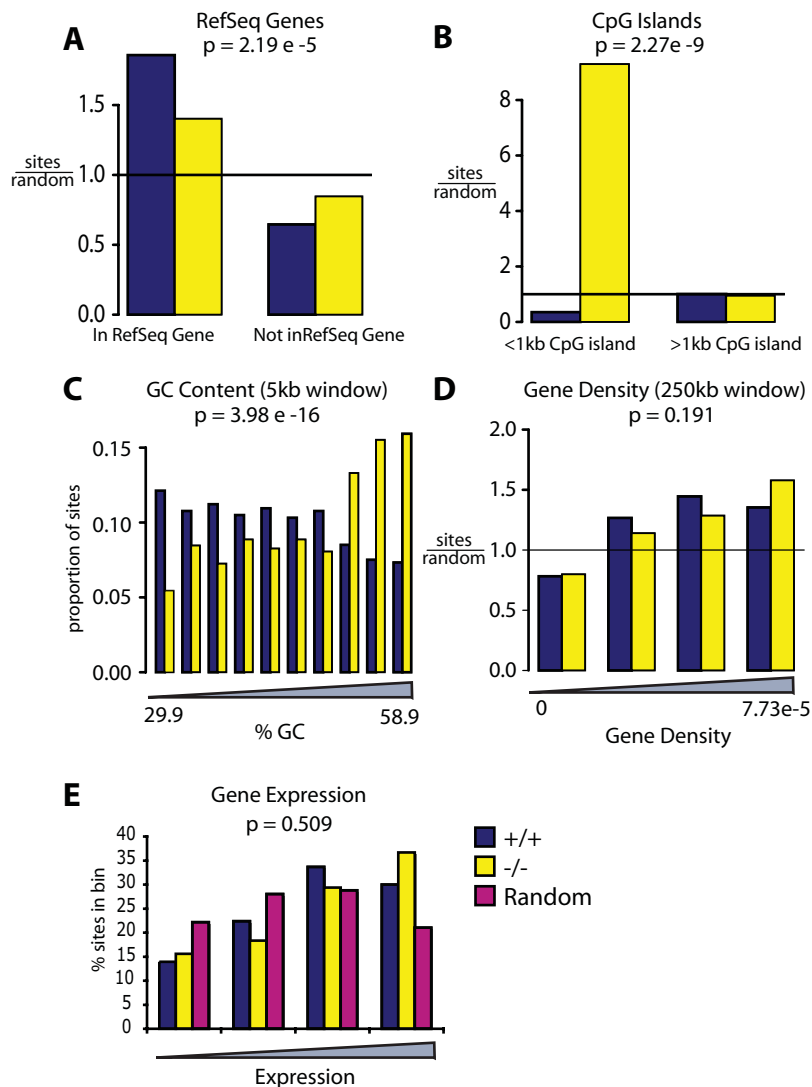 A
RefSeq Genes
p = 2.19 e -5
1.5
1.0
0.5
0.0
sites
random
In RefSeq Gene
Not inRefSeq Gene
B
CpG Islands
p = 2.27e -9
8
6
4
2
0
sites
random
<1kb CpG island
>1kb CpG island
C
GC Content (5kb window)
p = 3.98 e -16
0.15
0.10
0.05
0.00
proportion of sites
29.9
58.9
% GC
D
Gene Density (250kb window)
p = 0.191
2.0
1.5
1.0
0.5
0.0
sites
random
0
7.73e-5
Gene Density
E
Gene Expression
p = 0.509
40
35
30
25
20
15
10
5
0
% sites in bin
Expression
+/+
-/-
Random